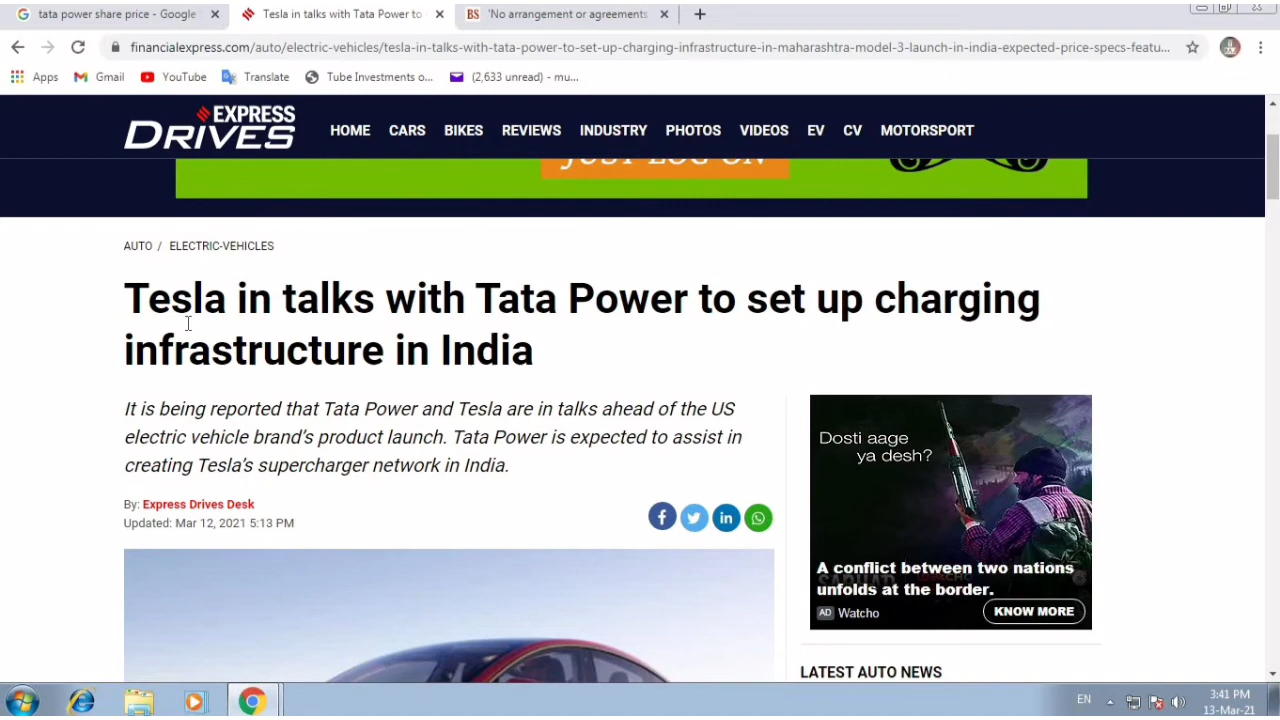 tata power share price - Google
Tesla in talks with Tata Power to
BS 'No arrangement or agreements
financialexpress.com/auto/electric-vehicles/tesla-in-talks-with-tata-power-to-set-up-charging-infrastructure-in-maharashtra-model-3-launch-in-india-expected-price-specs-featu...
Apps Gmail YouTube Translate Tube Investments o... (2,633 unread) - mu...
EXPRESS
DRIVES
HOME CARS BIKES REVIEWS INDUSTRY PHOTOS VIDEOS EV CV MOTORSPORT
JUST LOG ON
AUTO / ELECTRIC-VEHICLES
Tesla in talks with Tata Power to set up charging
infrastructure in India
It is being reported that Tata Power and Tesla are in talks ahead of the US
electric vehicle brand's product launch. Tata Power is expected to assist in
creating Tesla's supercharger network in India.
By: Express Drives Desk
Updated: Mar 12, 2021 5:13 PM
Dosti aage
ya desh?
A conflict between two nations
unfolds at the border.
AD Watcho
KNOW MORE
LATEST AUTO NEWS
EN
3:41 PM
13-Mar-21